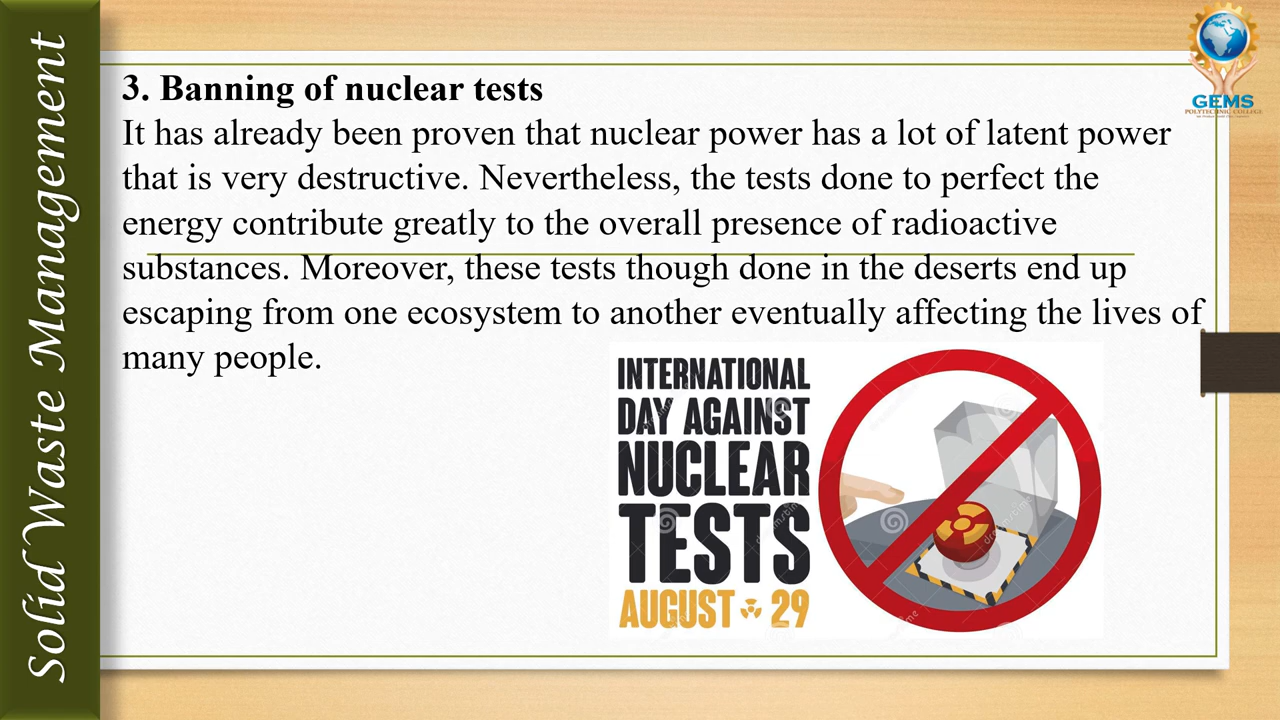 Solid Waste Management
GEMS
POLYTECHNIC COLLEGE
3. Banning of nuclear tests
It has already been proven that nuclear power has a lot of latent power
that is very destructive. Nevertheless, the tests done to perfect the
energy contribute greatly to the overall presence of radioactive
substances. Moreover, these tests though done in the deserts end up
escaping from one ecosystem to another eventually affecting the lives of
many people.
INTERNATIONAL
DAY AGAINST
NUCLEAR
TESTS
AUGUST 29